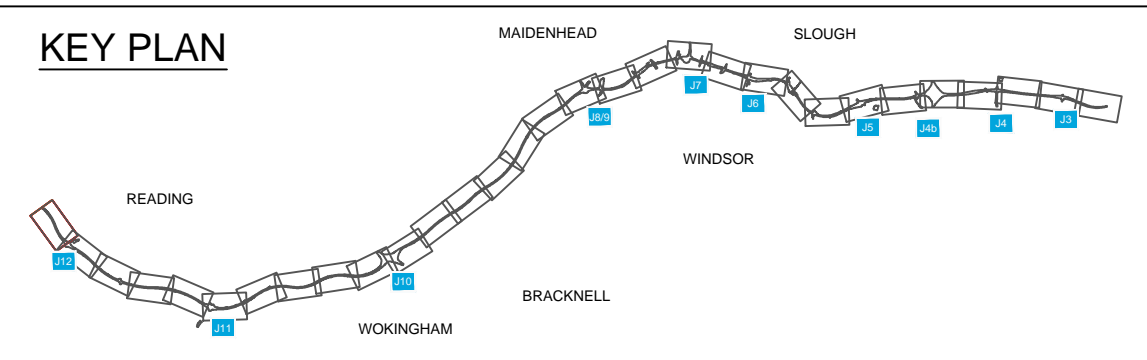 KEY PLAN
MAIDENHEAD
SLOUGH
J7
J6
J8/9
J5
J4b
J4
J3
WINDSOR
READING
J12
J10
BRACKNELL
J11
WOKINGHAM